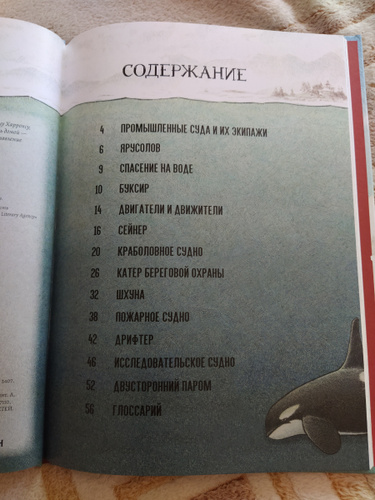 СОДЕРЖАНИЕ
4 ПРОМЫШЛЕННЫЕ СУДА И ИХ ЭКИПАЖИ
6 ЯРУСОЛОВ
9 СПАСЕНИЕ НА ВОДЕ
10 БУКСИР
14 ДВИГАТЕЛИ И ДВИЖИТЕЛИ
16 СЕЙНЕР
20 КРАБОЛОВНОЕ СУДНО
26 КАТЕР БЕРЕГОВОЙ ОХРАНЫ
32 ШХУНА
38 ПОЖАРНОЕ СУДНО
42 ДРИФТЕР
46 ИССЛЕДОВАТЕЛЬСКОЕ СУДНО
52 ДВУСТОРОННИЙ ПАРОМ
56 ГЛОССАРИЙ